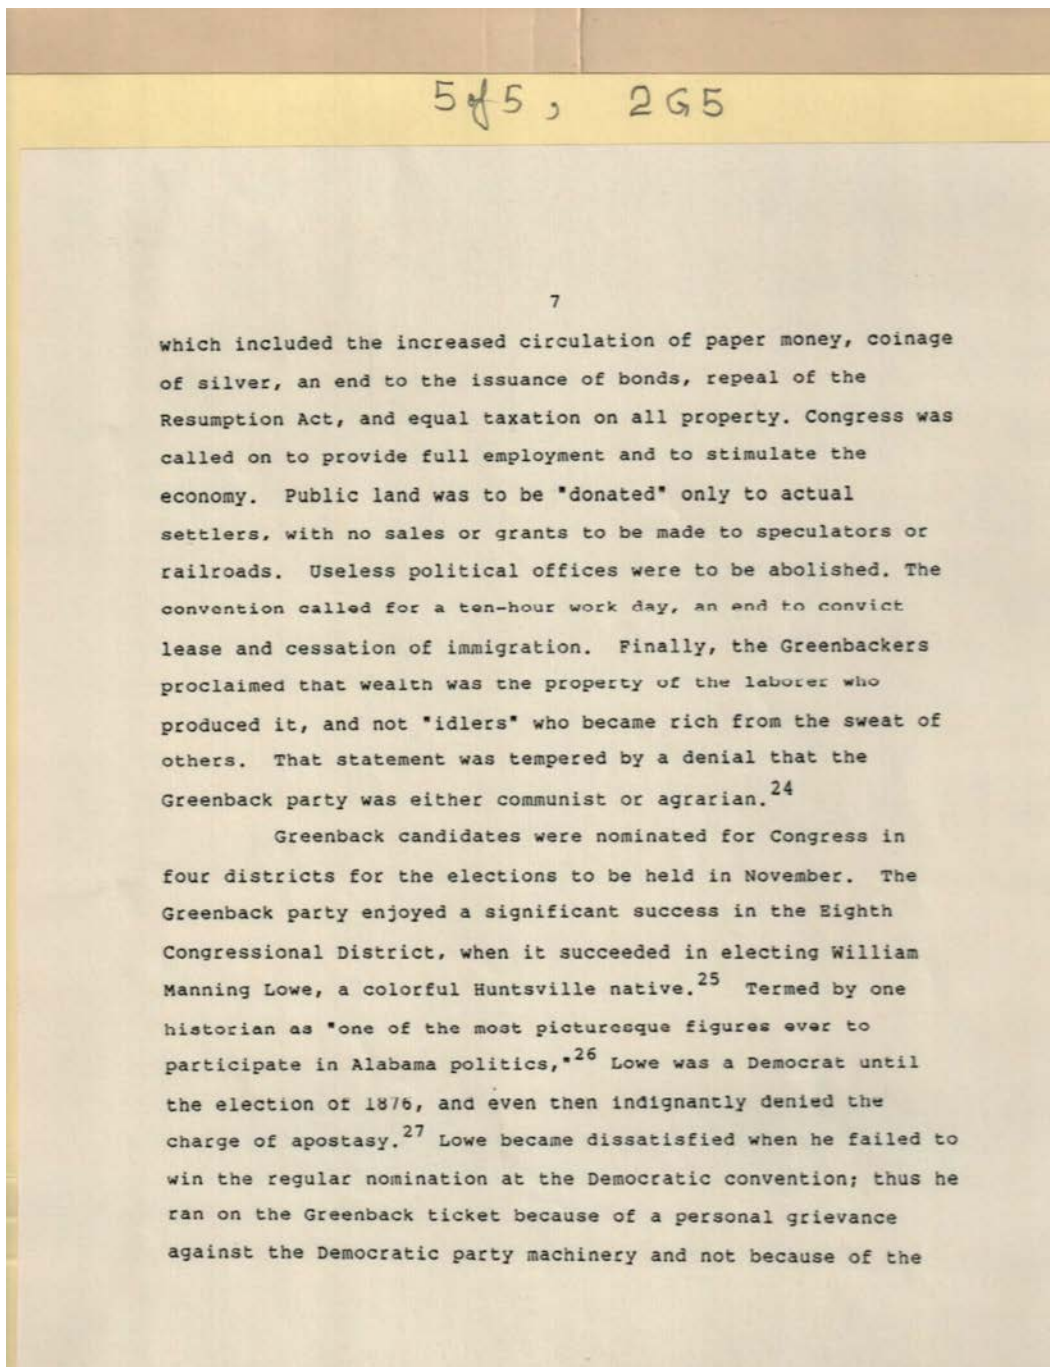 5 of 5, 2G5
7
which included the increased circulation of paper money, coinage
of silver, an end to the issuance of bonds, repeal of the
Resumption Act, and equal taxation on all property. Congress was
called on to provide full employment and to stimulate the
economy. Public land was to be "donated" only to actual
settlers, with no sales or grants to be made to speculators or
railroads. Useless political offices were to be abolished. The
convention called for a ten-hour work day, an end to convict
lease and cessation of immigration. Finally, the Greenbackers
proclaimed that wealth was the property of the laborer who
produced it, and not "idlers" who became rich from the sweat of
others. That statement was tempered by a denial that the
Greenback party was either communist or agrarian.24
Greenback candidates were nominated for Congress in
four districts for the elections to be held in November. The
Greenback party enjoyed a significant success in the Eighth
Congressional District, when it succeeded in electing William
Manning Lowe, a colorful Huntsville native.25 Termed by one
historian as "one of the most picturesque figures ever to
participate in Alabama politics,"26 Lowe was a Democrat until
the election of 1876, and even then indignantly denied the
charge of apostasy.27 Lowe became dissatisfied when he failed to
win the regular nomination at the Democratic convention; thus he
ran on the Greenback ticket because of a personal grievance
against the Democratic party machinery and not because of the